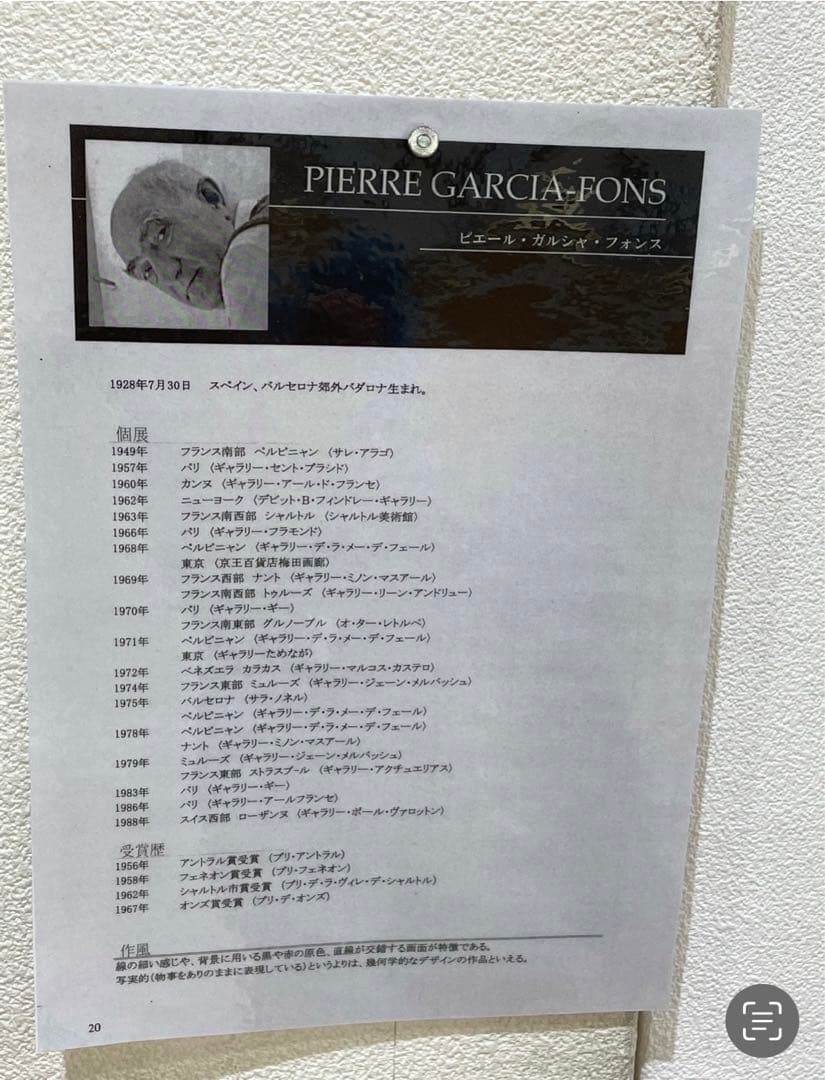 PIERRE GARCIA-FONS
ピエール・ガルシャ・フォンス
1928年7月30日 スペイン、バルセロナ郊外バダロナ生まれ。
個展
1949年 フランス南部 ペルピニャン (サレ・アラゴ)
1957年 パリ (ギャラリー・セント・プラシド)
1960年 カンヌ (ギャラリー・アール・ド・フランセ)
1962年 ニューヨーク (デビット・B・フィンドレー・ギャラリー)
1963年 フランス南西部 シャルトル (シャルトル美術館)
1966年 パリ (ギャラリー・フラモンド)
1968年 ペルピニャン (ギャラリー・デ・ラ・メー・デ・フェール)
東京 (京王百貨店梅田画廊)
1969年 フランス西部 ナント (ギャラリー・ミノン・マスアール)
フランス南西部 トゥルーズ (ギャラリー・リーン・アンドリュー)
1970年 パリ (ギャラリー・ギー)
フランス南東部 グルノーブル (オ・ター・レトルベ)
1971年 ペルピニャン (ギャラリー・デ・ラ・メー・デ・フェール)
東京 (ギャラリーためなが)
1972年 ベネズエラ カラカス (ギャラリー・マルコス・カステロ)
1974年 フランス東部 ミュルーズ (ギャラリー・ジェーン・メルバッシュ)
1975年 バルセロナ (サラ・ノネル)
ペルピニャン (ギャラリー・デ・ラ・メー・デ・フェール)
1978年 ペルピニャン (ギャラリー・デ・ラ・メー・デ・フェール)
ナント (ギャラリー・ミノン・マスアール)
1979年 ミュルーズ (ギャラリー・ジェーン・メルバッシュ)
フランス東部 ストラスブール (ギャラリー・アクチュエリアス)
1983年 パリ (ギャラリー・ギー)
1986年 パリ (ギャラリー・アールフランセ)
1988年 スイス西部 ローザンヌ (ギャラリー・ポール・ヴァロットン)
受賞歴
1956年 アントラル賞受賞 (プリ・アントラル)
1958年 フェネオン賞受賞 (プリ・フェネオン)
1962年 シャルトル市賞受賞 (プリ・デ・ラ・ヴィレ・デ・シャルトル)
1967年 オンズ賞受賞 (プリ・デ・オンズ)
作風
線の細い感じや、背景に用いる黒や赤の原色、直線が交錯する画面が特徴である。
写実的(物事をありのままに表現している)というよりは、幾何学的なデザインの作品といえる。
20